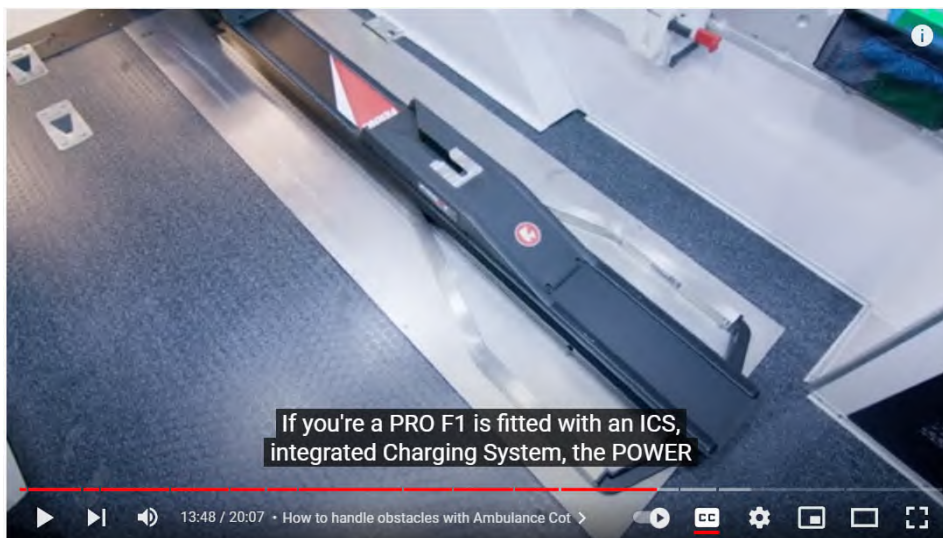 If you're a PRO F1 is fitted with an ICS,
integrated Charging System, the POWER
13:48 / 20:07 • How to handle obstacles with Ambulance Cot
CC